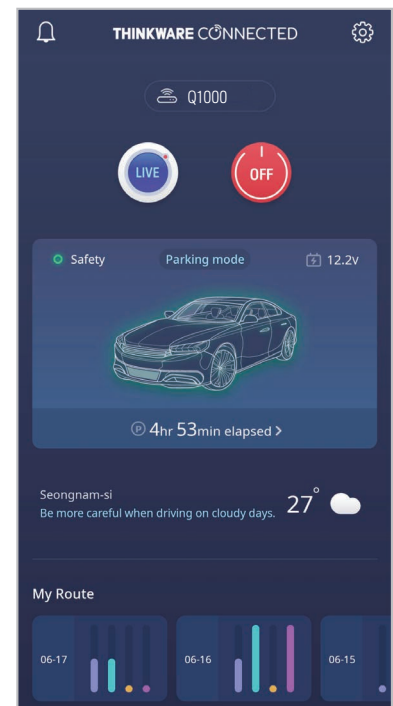 THINKWARE CONNECTED
Q1000
LIVE
OFF
Safety
Parking mode
12.2v
P 4hr 53min elapsed >
Seongnam-si
Be more careful when driving on cloudy days.
27°
My Route
06-17
06-16
06-15